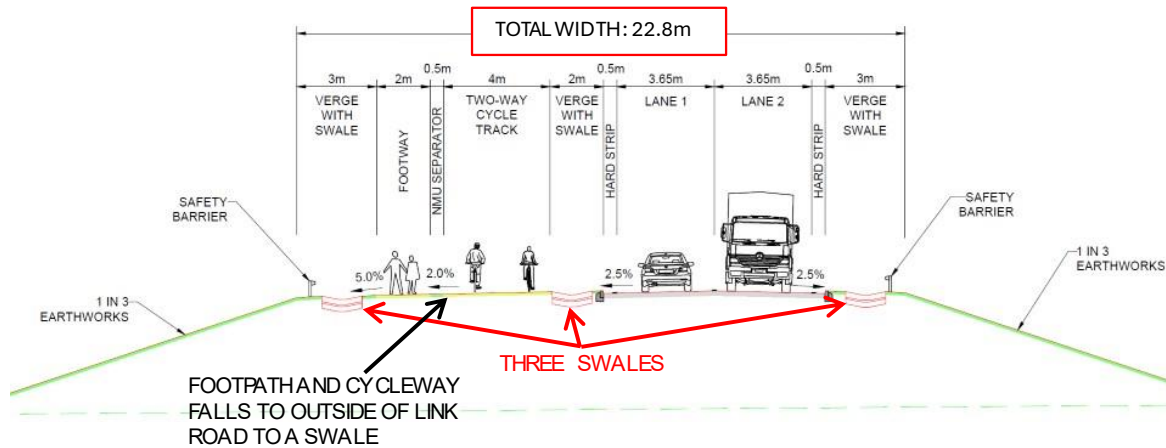 TOTAL WIDTH: 22.8m
3m
2m
0.5m
4m
2m
0.5m
3.65m
3.65m
0.5m
3m
VERGE
WITH
SWALE
FOOTWAY
NMU SEPARATOR
TWO-WAY
CYCLE
TRACK
VERGE
WITH
SWALE
HARD STRIP
LANE 1
LANE 2
HARD STRIP
VERGE
WITH
SWALE
SAFETY
BARRIER
SAFETY
BARRIER
5.0%
2.0%
2.5%
2.5%
1 IN 3
EARTHWORKS
1 IN 3
EARTHWORKS
THREE SWALES
FOOTPATH AND CYCLEWAY
FALLS TO OUTSIDE OF LINK
ROAD TO A SWALE